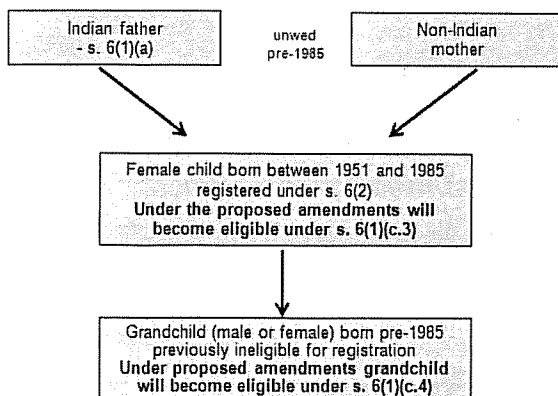 Indian father
- s. 6(1)(a)
unwed
pre-1985
Non-Indian
mother
Female child born between 1951 and 1985
registered under s. 6(2)
Under the proposed amendments will
become eligible under s. 6(1)(c.3)
Grandchild (male or female) born pre-1985
previously ineligible for registration
Under proposed amendments grandchild
will become eligible under s. 6(1)(c.4)